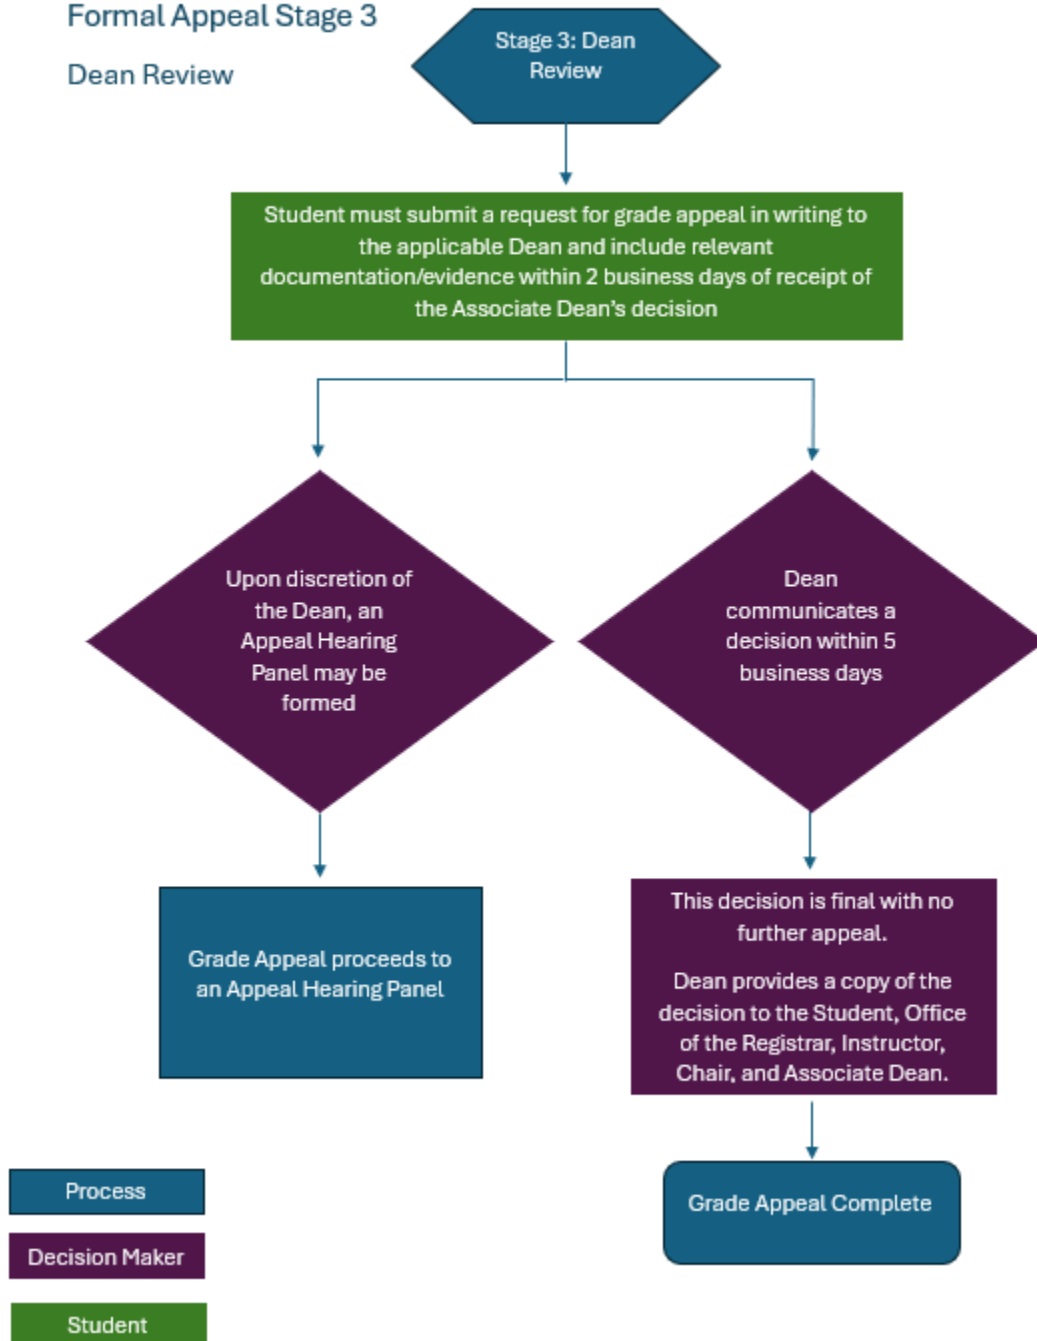 Formal Appeal Stage 3
Dean Review
Stage 3: Dean
Review
Student must submit a request for grade appeal in writing to
the applicable Dean and include relevant
documentation/evidence within 2 business days of receipt of
the Associate Dean's decision
Upon discretion of
the Dean, an
Appeal Hearing
Panel may be
formed
Dean
communicates a
decision within 5
business days
Grade Appeal proceeds to
an Appeal Hearing Panel
This decision is final with no
further appeal.
Dean provides a copy of the
decision to the Student, Office
of the Registrar, Instructor,
Chair, and Associate Dean.
Grade Appeal Complete
Process
Decision Maker
Student